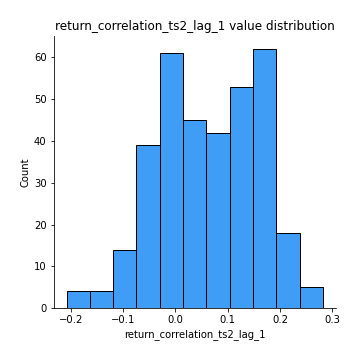 return_correlation_ts2_lag_1 value distribution
60
50
40
30
20
10
0
Count
−0.2 −0.1 0.0 0.1 0.2 0.3
return_correlation_ts2_lag_1